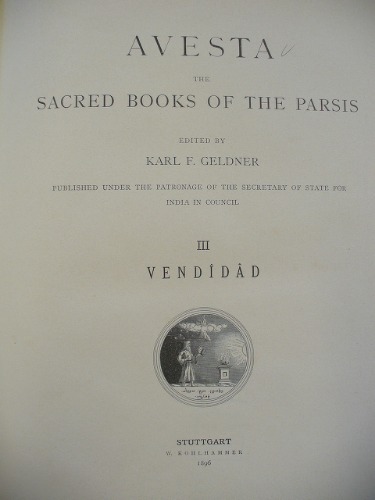 AVESTA
THE
SACRED BOOKS OF THE PARSIS
EDITED BY
KARL F. GELDNER
PUBLISHED UNDER THE PATRONAGE OF THE SECRETARY OF STATE FOR
INDIA IN COUNCIL
III
VENDÎDÂD
STUTTGART
W. KOHLHAMMER
1896